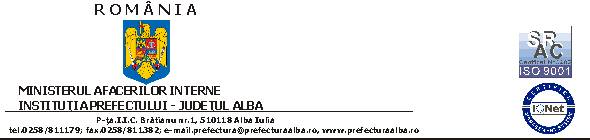 ROMÂNIA
MINISTERUL AFACERILOR INTERNE
INSTITUȚIA PREFECTULUI - JUDEȚUL ALBA
P-ța.I.I.C. Brătianu nr.1, 510118 Alba Iulia
tel.0258/811179; fax.0258/811382; e-mail.prefectura@prefecturaalba.ro, www.prefecturaalba.ro
SR
AC
ISO 9001
IQNet